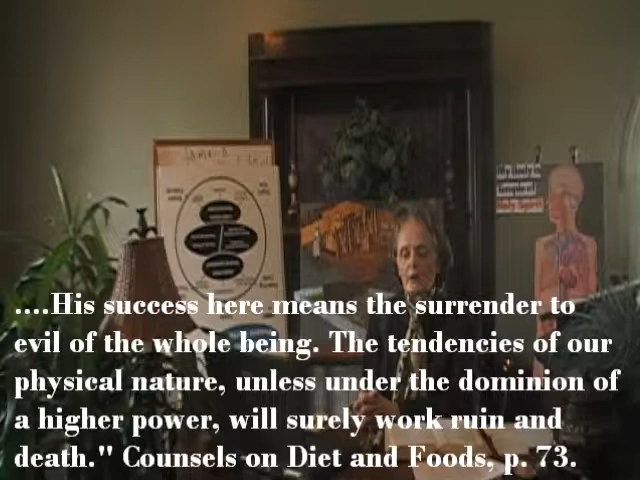 ....His success here means the surrender to
evil of the whole being. The tendencies of our
physical nature, unless under the dominion of
a higher power, will surely work ruin and
death." Counsels on Diet and Foods, p. 73.